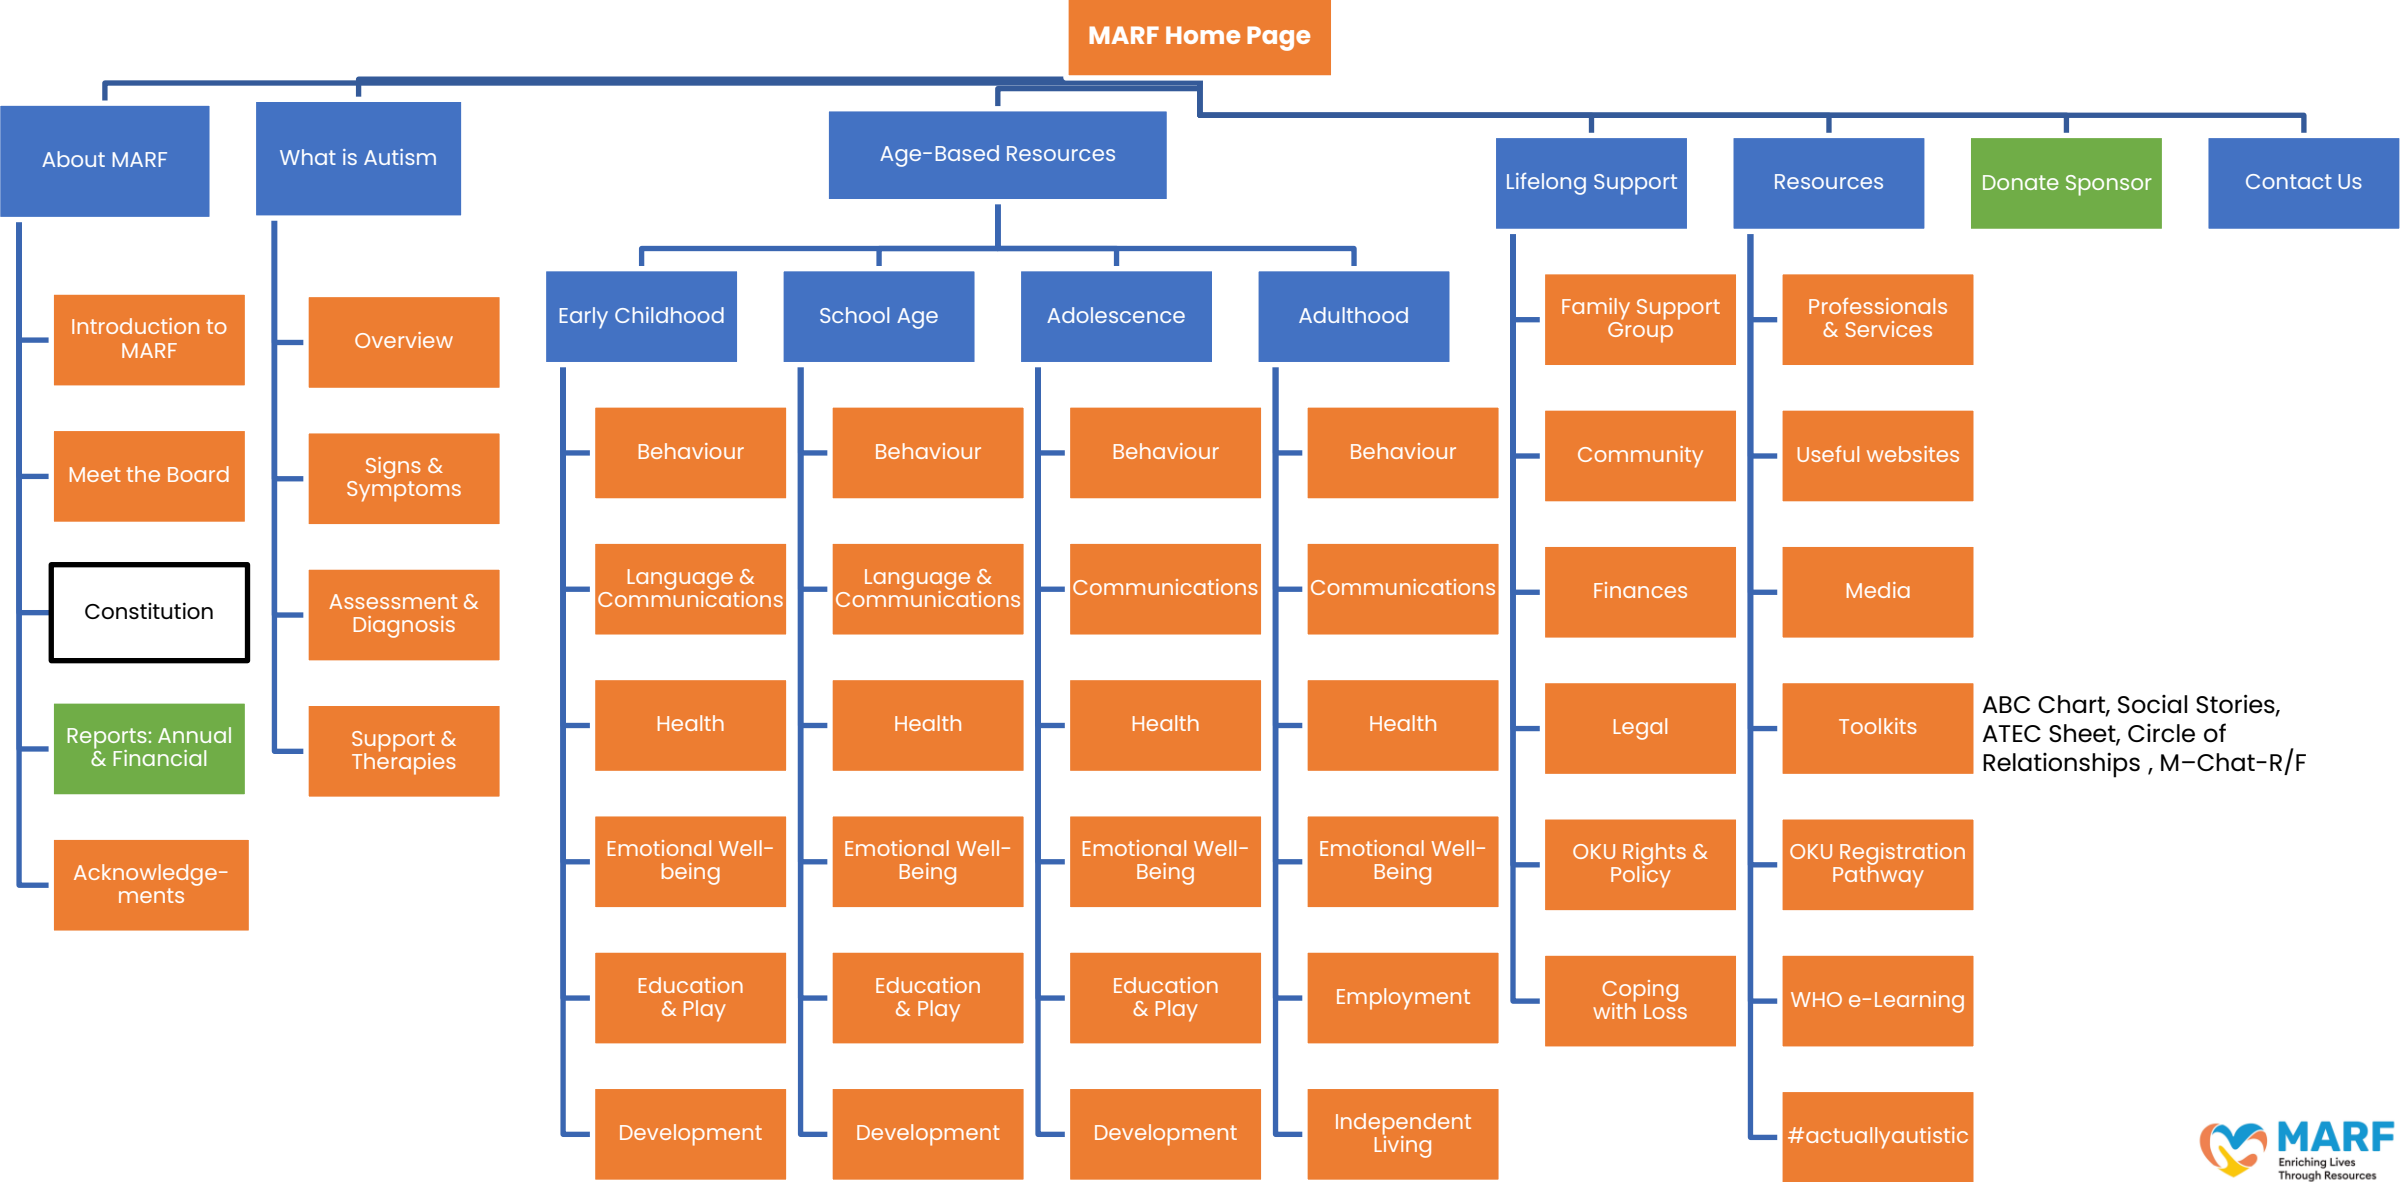 MARF Home Page
About MARF
What is Autism
Age-Based Resources
Lifelong Support
Resources
Donate Sponsor
Contact Us
Introduction to
MARF
Meet the Board
Constitution
Reports: Annual
& Financial
Acknowledge-
ments
Overview
Signs &
Symptoms
Assessment &
Diagnosis
Support &
Therapies
Early Childhood
Behaviour
Language &
Communications
Health
Emotional Well-
being
Education
& Play
Development
School Age
Behaviour
Language &
Communications
Health
Emotional Well-
Being
Education
& Play
Development
Adolescence
Behaviour
Communications
Health
Emotional Well-
Being
Education
& Play
Development
Adulthood
Behaviour
Communications
Health
Emotional Well-
Being
Employment
Independent
Living
Family Support
Group
Community
Finances
Legal
OKU Rights &
Policy
Coping
with Loss
Professionals
& Services
Useful websites
Media
Toolkits
ABC Chart, Social Stories,
ATEC Sheet, Circle of
Relationships , M–Chat-R/F
OKU Registration
Pathway
WHO e-Learning
#actuallyautistic
MARF
Enriching Lives
Through Resources